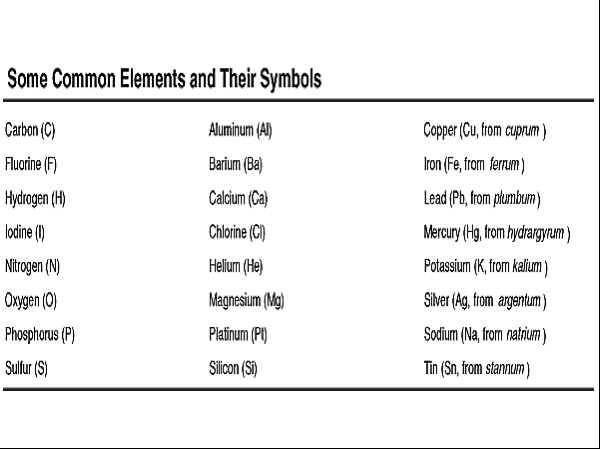 Some Common Elements and Their Symbols
Carbon (C) Aluminum (Al) Copper (Cu, from cuprum )
Fluorine (F) Barium (Ba) Iron (Fe, from ferrum )
Hydrogen (H) Calcium (Ca) Lead (Pb, from plumbum )
Iodine (I) Chlorine (Cl) Mercury (Hg, from hydrargyrum )
Nitrogen (N) Helium (He) Potassium (K, from kalium )
Oxygen (O) Magnesium (Mg) Silver (Ag, from argentum )
Phosphorus (P) Platinum (Pt) Sodium (Na, from natrium )
Sulfur (S) Silicon (Si) Tin (Sn, from stannum )